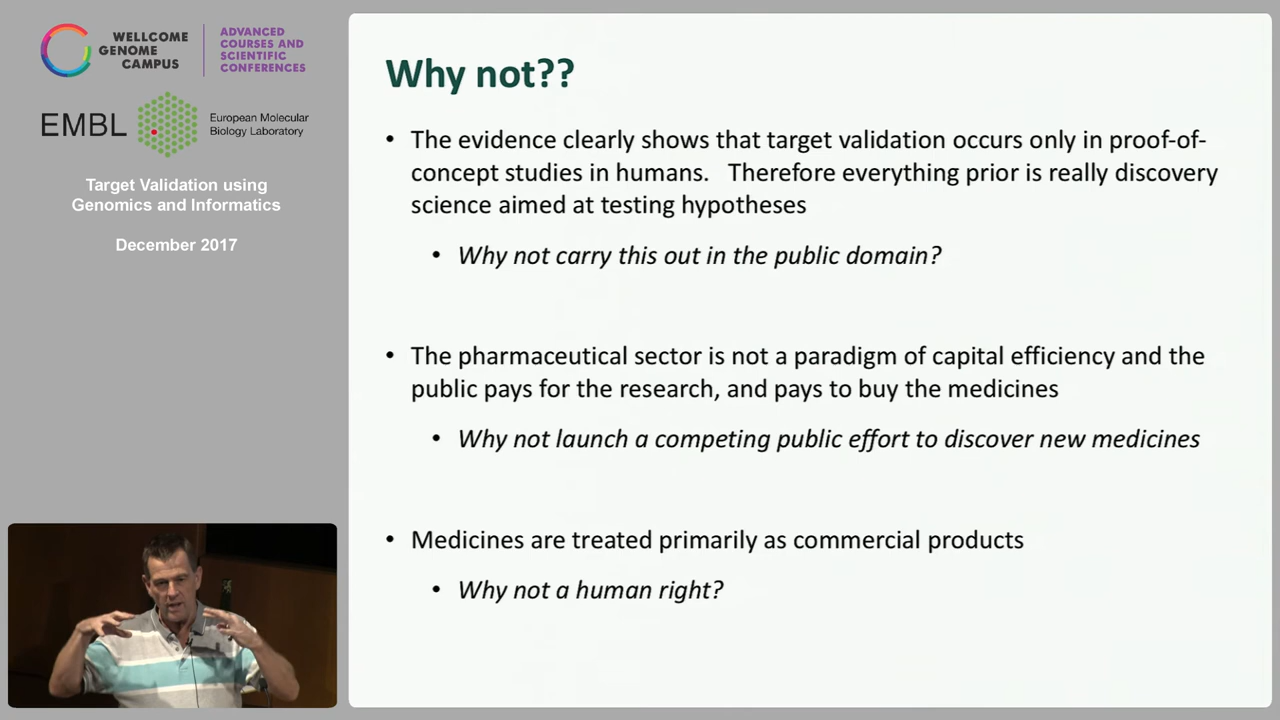 WELLCOME
GENOME
CAMPUS
ADVANCED
COURSES AND
SCIENTIFIC
CONFERENCES
EMBL
European Molecular
Biology Laboratory
Target Validation using
Genomics and Informatics
December 2017
Why not??
• The evidence clearly shows that target validation occurs only in proof-of-
concept studies in humans. Therefore everything prior is really discovery
science aimed at testing hypotheses
• Why not carry this out in the public domain?
• The pharmaceutical sector is not a paradigm of capital efficiency and the
public pays for the research, and pays to buy the medicines
• Why not launch a competing public effort to discover new medicines
• Medicines are treated primarily as commercial products
• Why not a human right?